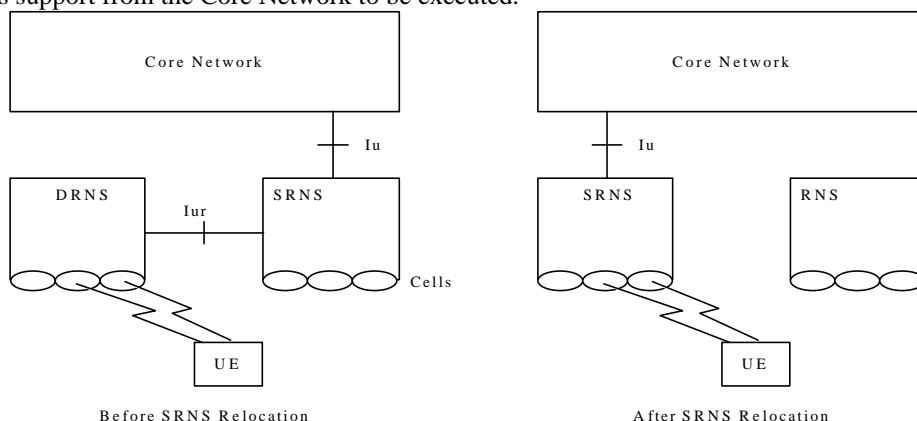 s support from the Core Network to be executed.
Core Network
Iu
DRNS
SRNS
Iur
Cells
UE
Before SRNS Relocation
Core Network
Iu
SRNS
RNS
UE
After SRNS Relocation